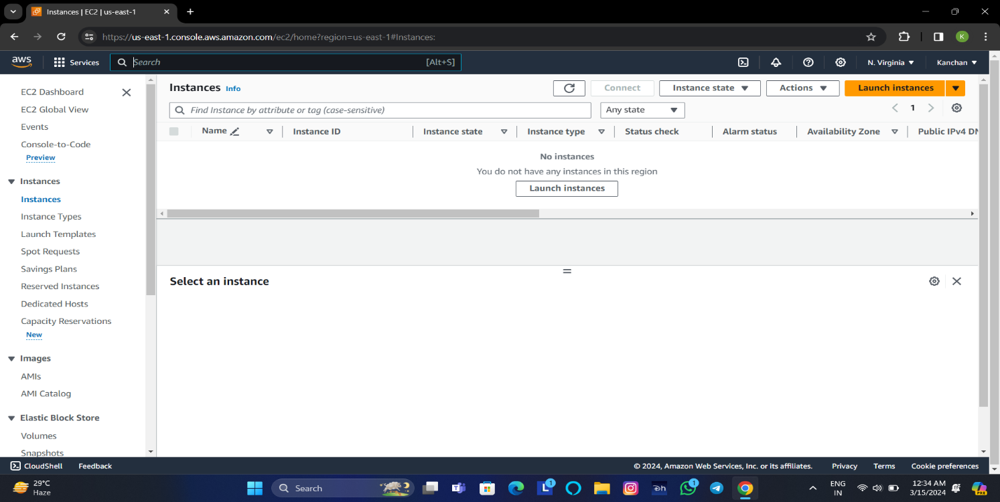 Instances | EC2 | us-east-1
https://us-east-1.console.aws.amazon.com/ec2/home?region=us-east-1#Instances:
K
aws
Services
Search
[Alt+S]
N. Virginia
Kanchan
EC2 Dashboard
EC2 Global View
Events
Console-to-Code
Preview
Instances
Instances
Instance Types
Launch Templates
Spot Requests
Savings Plans
Reserved Instances
Dedicated Hosts
Capacity Reservations
New
Images
AMIs
AMI Catalog
Elastic Block Store
Volumes
Snapshots
Instances Info
Connect
Instance state
Actions
Launch instances
Find Instance by attribute or tag (case-sensitive)
Any state
1
Name
Instance ID
Instance state
Instance type
Status check
Alarm status
Availability Zone
Public IPv4 DN
No instances
You do not have any instances in this region
Launch instances
Select an instance
CloudShell
Feedback
© 2024, Amazon Web Services, Inc. or its affiliates.
Privacy
Terms
Cookie preferences
29°C
Haze
Search
L
1
1
ENG
IN
12:34 AM
3/15/2024
PRE